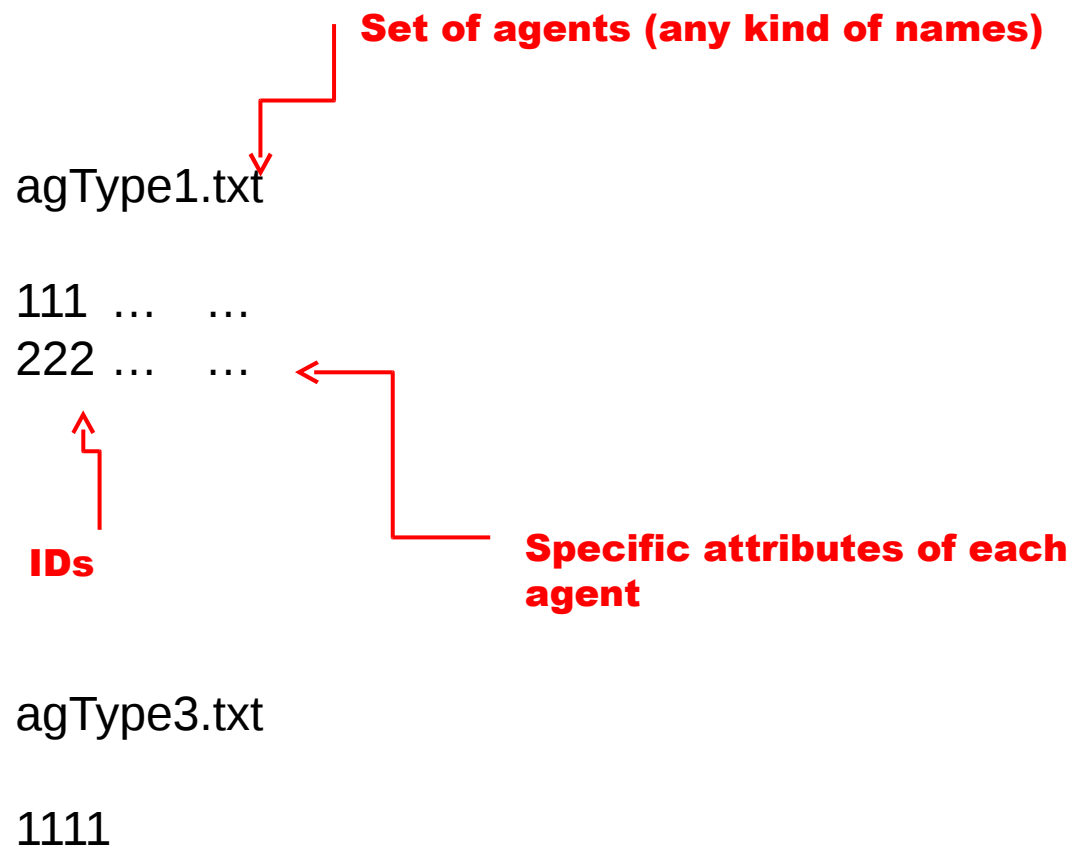 Set of agents (any kind of names)
agType1.txt
111 … …
222 … …
IDs
Specific attributes of each
agent
agType3.txt
1111